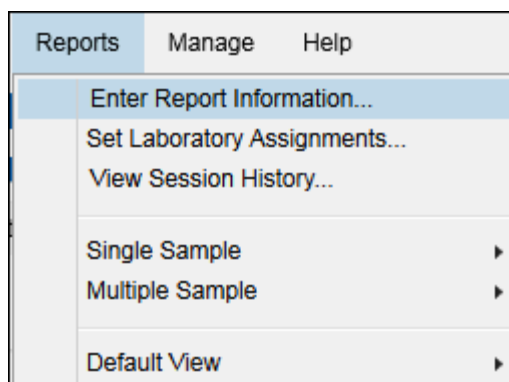 Reports Manage Help
Enter Report Information...
Set Laboratory Assignments...
View Session History...
Single Sample
Multiple Sample
Default View